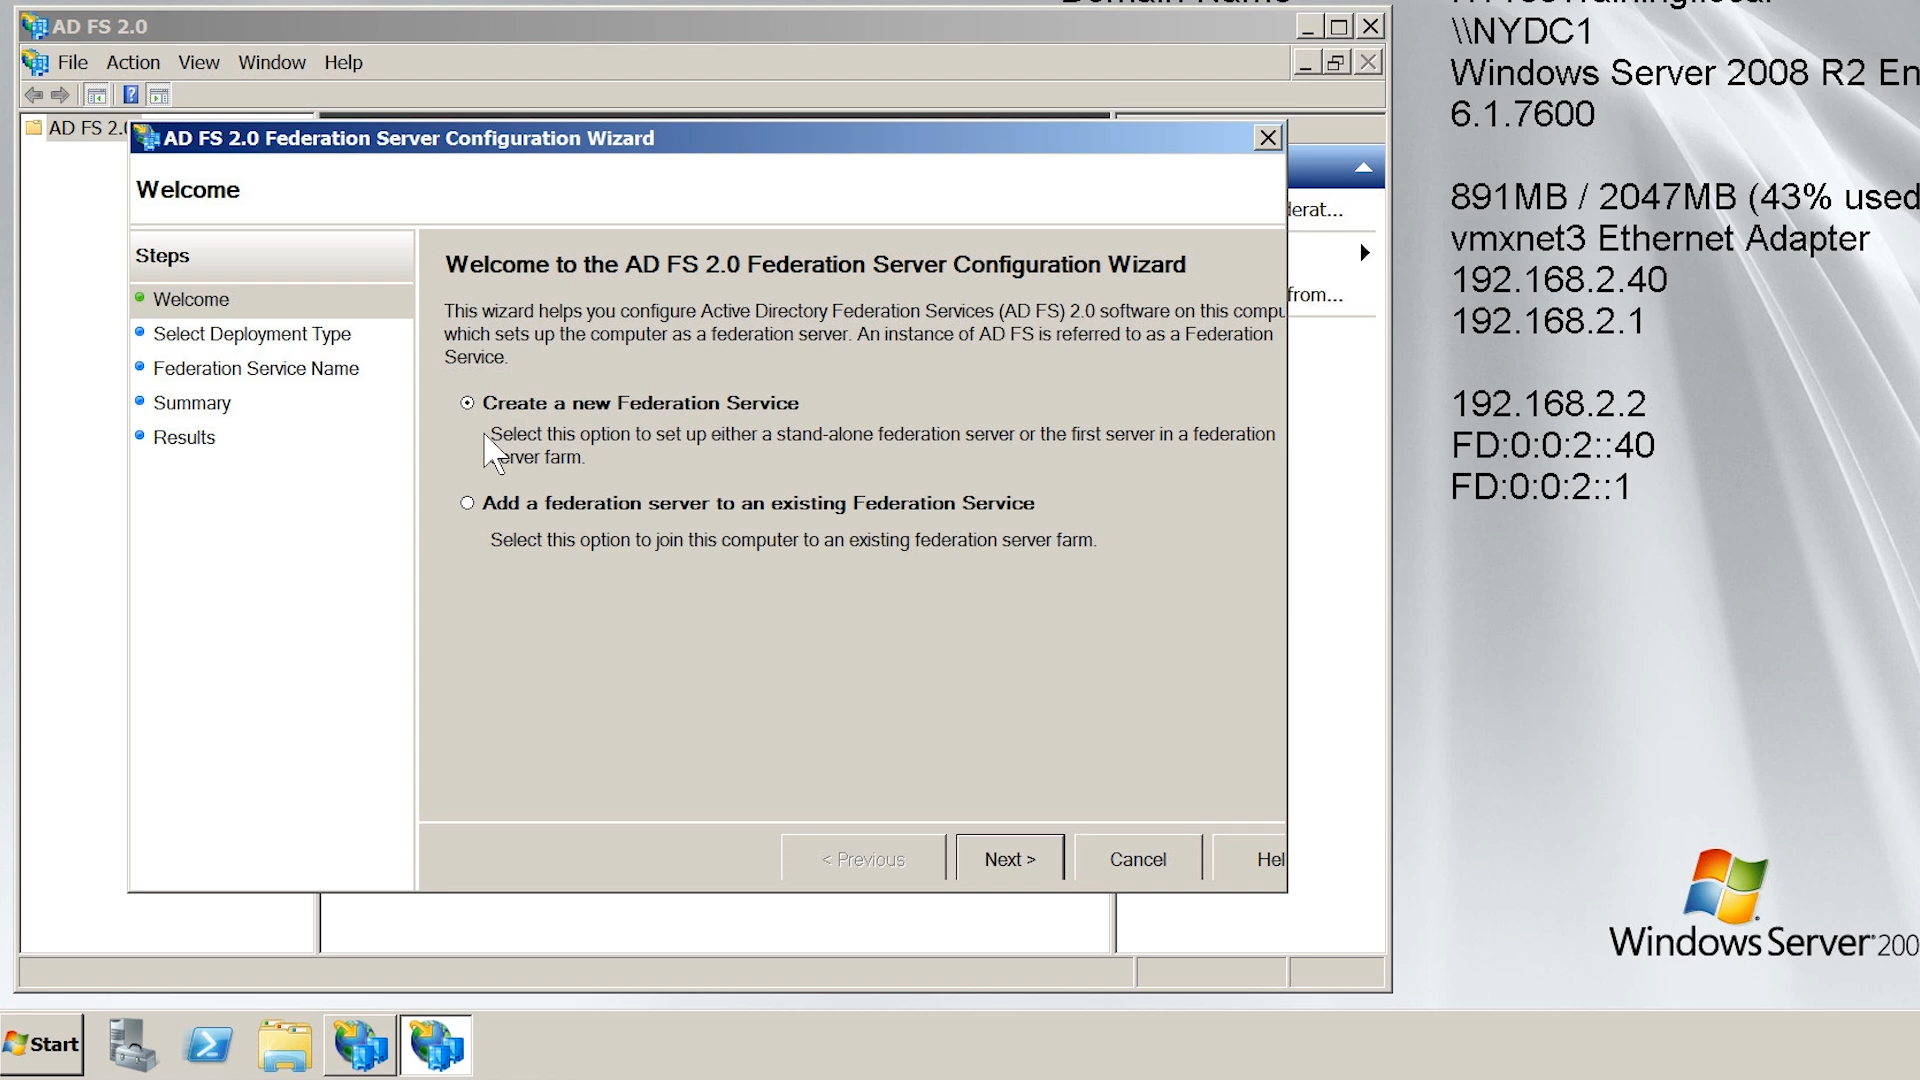 AD FS 2.0
File Action View Window Help
AD FS 2.0
AD FS 2.0 Federation Server Configuration Wizard
Welcome
Steps
Welcome
Select Deployment Type
Federation Service Name
Summary
Results
Welcome to the AD FS 2.0 Federation Server Configuration Wizard
This wizard helps you configure Active Directory Federation Services (AD FS) 2.0 software on this compu
which sets up the computer as a federation server. An instance of AD FS is referred to as a Federation
Service.
Create a new Federation Service
Select this option to set up either a stand-alone federation server or the first server in a federation
erver farm.
Add a federation server to an existing Federation Service
Select this option to join this computer to an existing federation server farm.
< Previous
Next >
Cancel
Hel
derat...
from...
\\NYDC1
Windows Server 2008 R2 En
6.1.7600
891MB / 2047MB (43% used
vmxnet3 Ethernet Adapter
192.168.2.40
192.168.2.1
192.168.2.2
FD:0:0:2::40
FD:0:0:2::1
Windows Server 200
Start